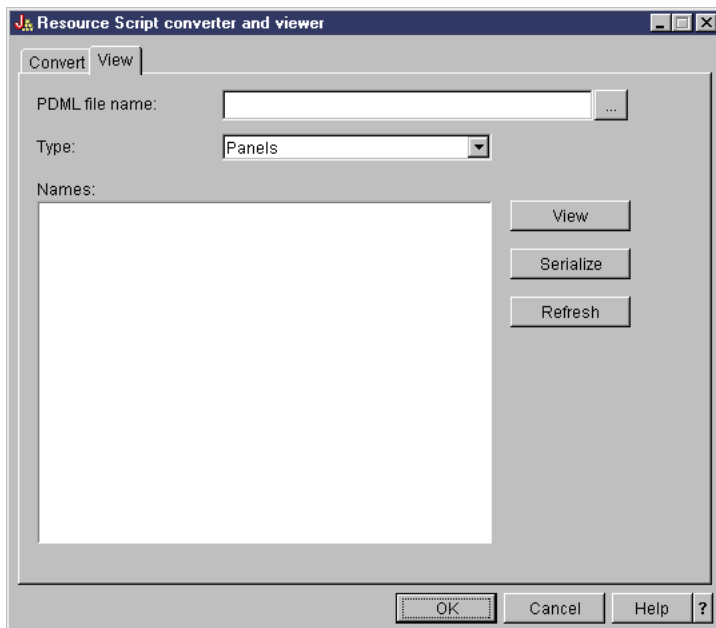 Resource Script converter and viewer
Convert View
PDML file name:
...
Type: Panels
Names:
View
Serialize
Refresh
OK Cancel Help ?